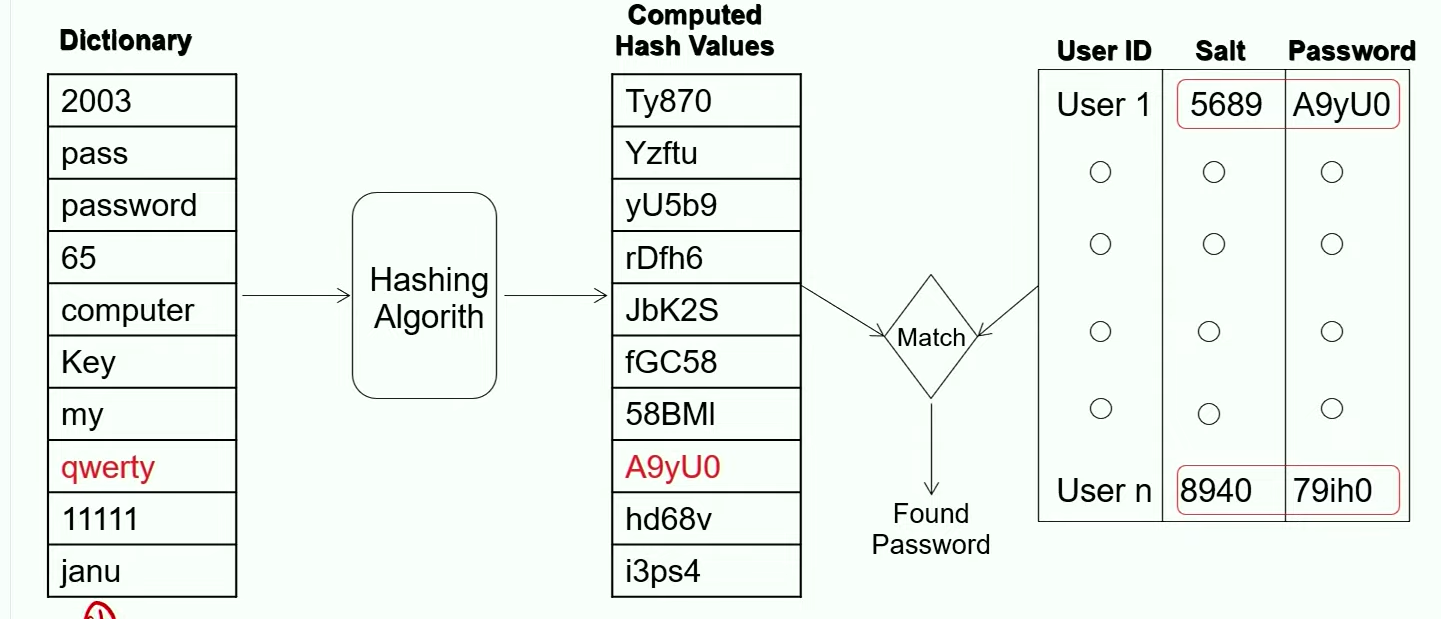 Dictionary
2003
pass
password
65
computer
Key
my
qwerty
11111
janu
Hashing
Algorith
Computed
Hash Values
Ty870
Yzftu
yU5b9
rDfh6
JbK2S
fGC58
58BMl
A9yU0
hd68v
i3ps4
Match
Found
Password
User ID Salt Password
User 1 5689 A9yU0
User n 8940 79ih0